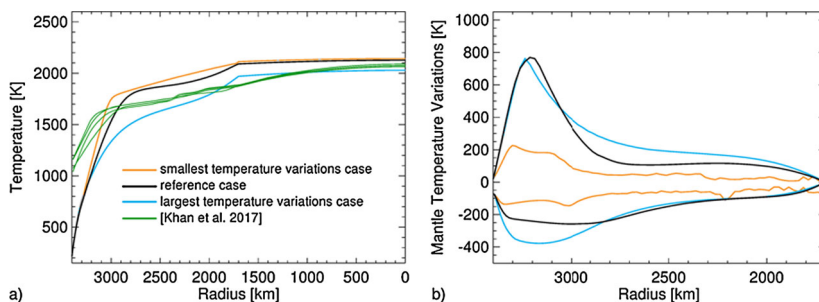 2500
2000
1500
1000
500
Temperature [K]
smallest temperature variations case
reference case
largest temperature variations case
[Khan et al. 2017]
3000 2500 2000 1500 1000 500 0
a)
Radius [km]
1000
800
600
400
200
0
-200
-400
Mantle Temperature Variations [K]
3000 2500 2000
b)
Radius [km]